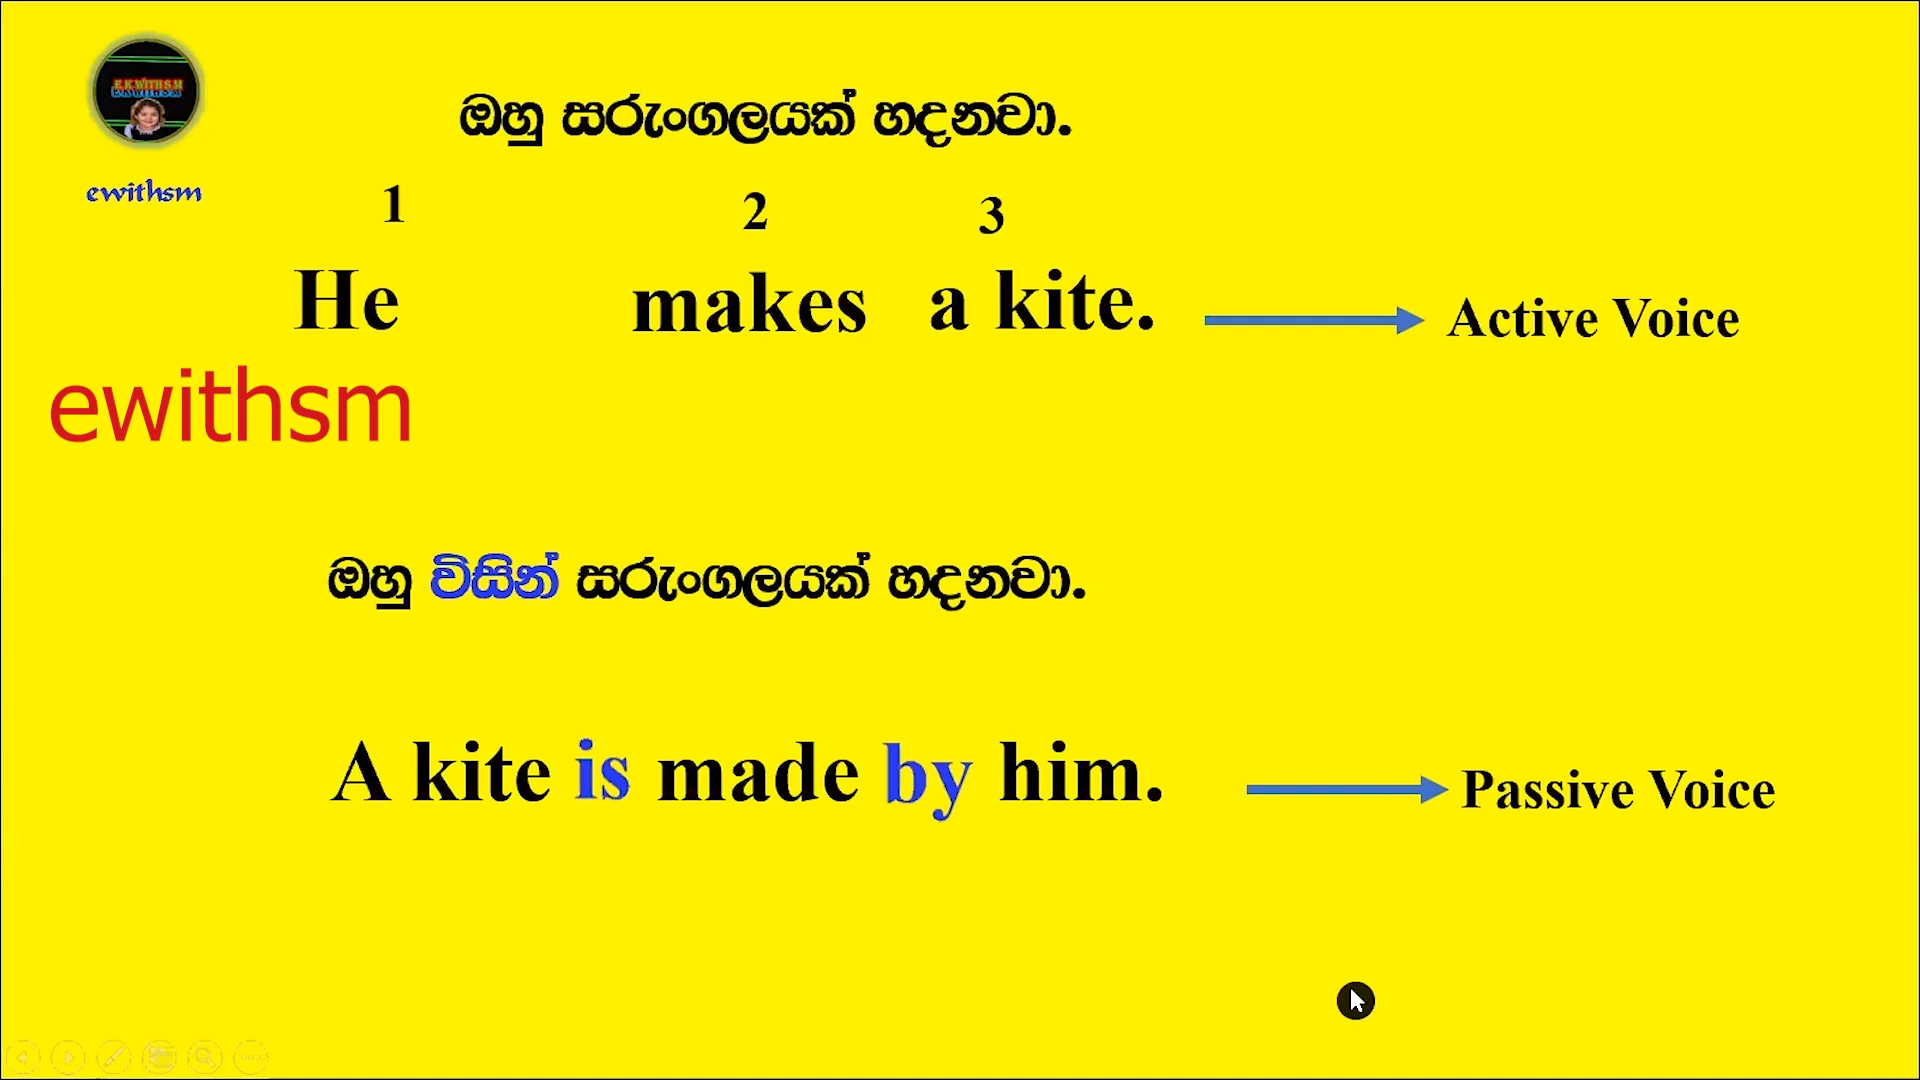 ඔහු සරුංගලයක් හදනවා.
ewithsm
1 2 3
He makes a kite. Active Voice
ewithsm
ඔහු විසින් සරුංගලයක් හදනවා.
A kite is made by him. Passive Voice